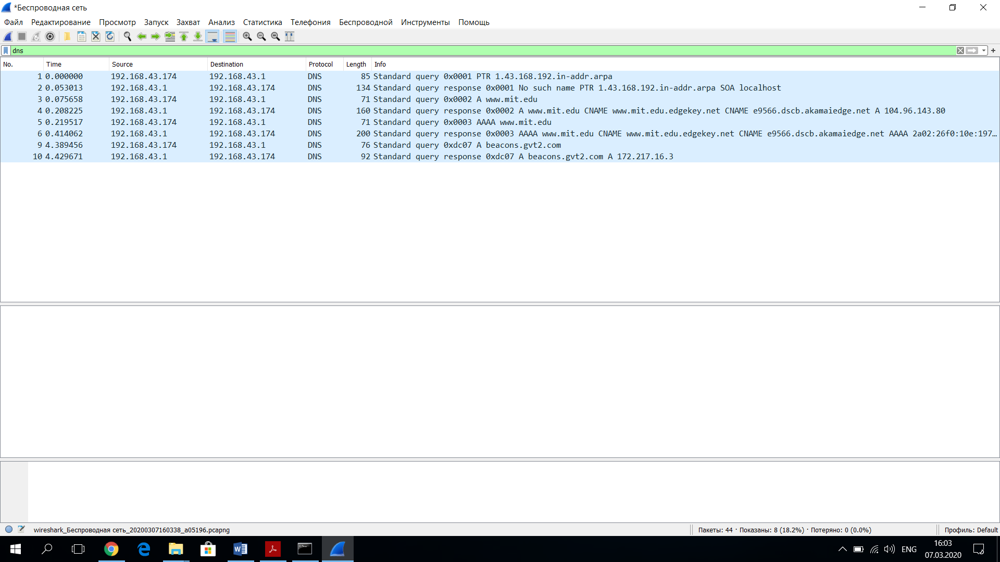 *Беспроводная сеть
Файл Редактирование Просмотр Запуск Захват Анализ Статистика Телефония Беспроводной Инструменты Помощь
dns
No. Time Source Destination Protocol Length Info
1 0.000000 192.168.43.174 192.168.43.1 DNS 85 Standard query 0x0001 PTR 1.43.168.192.in-addr.arpa
2 0.053013 192.168.43.1 192.168.43.174 DNS 134 Standard query response 0x0001 No such name PTR 1.43.168.192.in-addr.arpa SOA localhost
3 0.075658 192.168.43.174 192.168.43.1 DNS 71 Standard query 0x0002 A www.mit.edu
4 0.208225 192.168.43.1 192.168.43.174 DNS 160 Standard query response 0x0002 A www.mit.edu CNAME www.mit.edu.edgekey.net CNAME e9566.dscb.akamaiedge.net A 104.96.143.80
5 0.219517 192.168.43.174 192.168.43.1 DNS 71 Standard query 0x0003 AAAA www.mit.edu
6 0.414062 192.168.43.1 192.168.43.174 DNS 200 Standard query response 0x0003 AAAA www.mit.edu CNAME www.mit.edu.edgekey.net CNAME e9566.dscb.akamaiedge.net AAAA 2a02:26f0:10e:197…
9 4.389456 192.168.43.174 192.168.43.1 DNS 76 Standard query 0xdc07 A beacons.gvt2.com
10 4.429671 192.168.43.1 192.168.43.174 DNS 92 Standard query response 0xdc07 A beacons.gvt2.com A 172.217.16.3
wireshark_Беспроводная сеть_20200307160338_a05196.pcapng Пакеты: 44 · Показаны: 8 (18.2%) · Потеряно: 0 (0.0%) Профиль: Default
ENG
16:03
07.03.2020